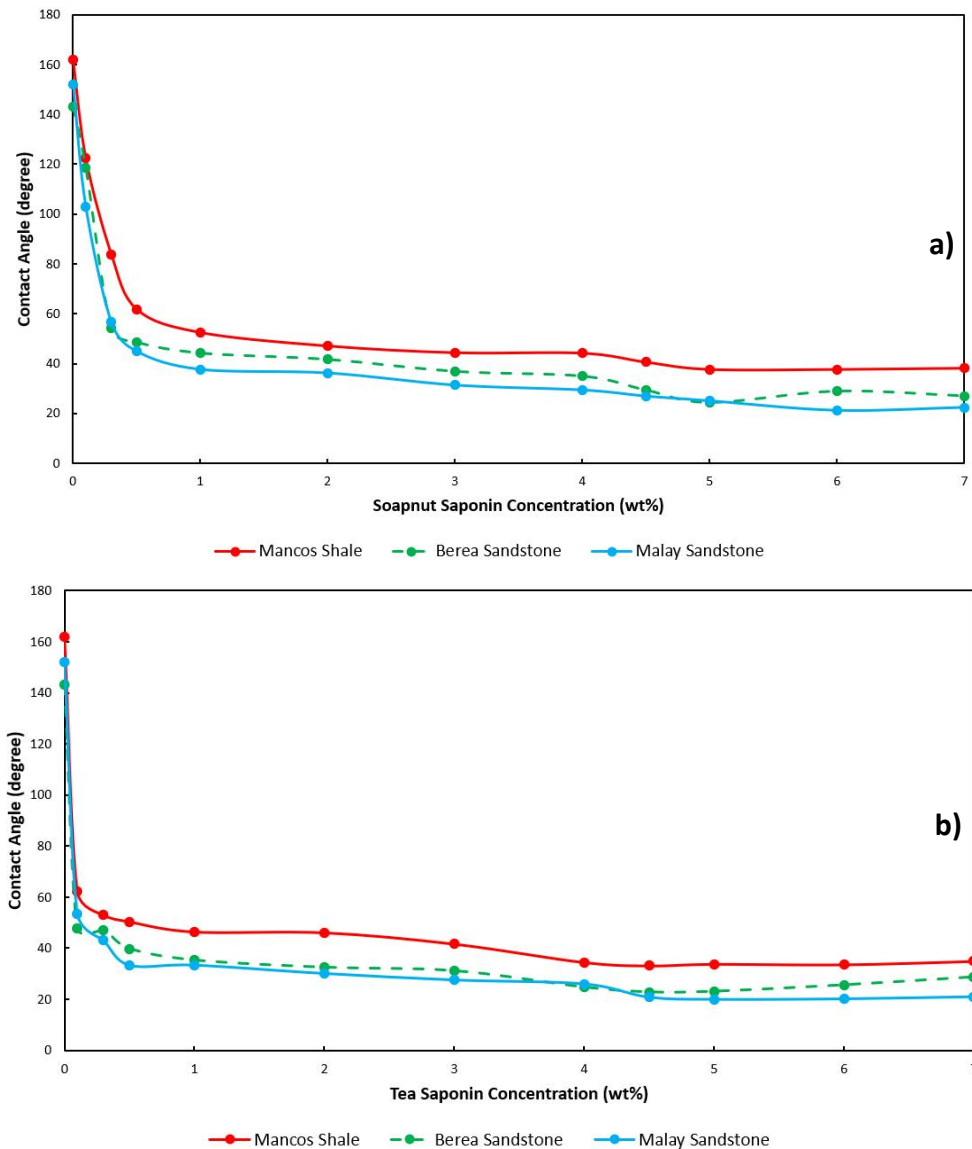 180
160
140
120
100
80
60
40
20
0
Contact Angle (degree)
a)
0 1 2 3 4 5 6 7
Soapnut Saponin Concentration (wt%)
Mancos Shale Berea Sandstone Malay Sandstone
180
160
140
120
100
80
60
40
20
0
Contact Angle (degree)
b)
0 1 2 3 4 5 6 7
Tea Saponin Concentration (wt%)
Mancos Shale Berea Sandstone Malay Sandstone